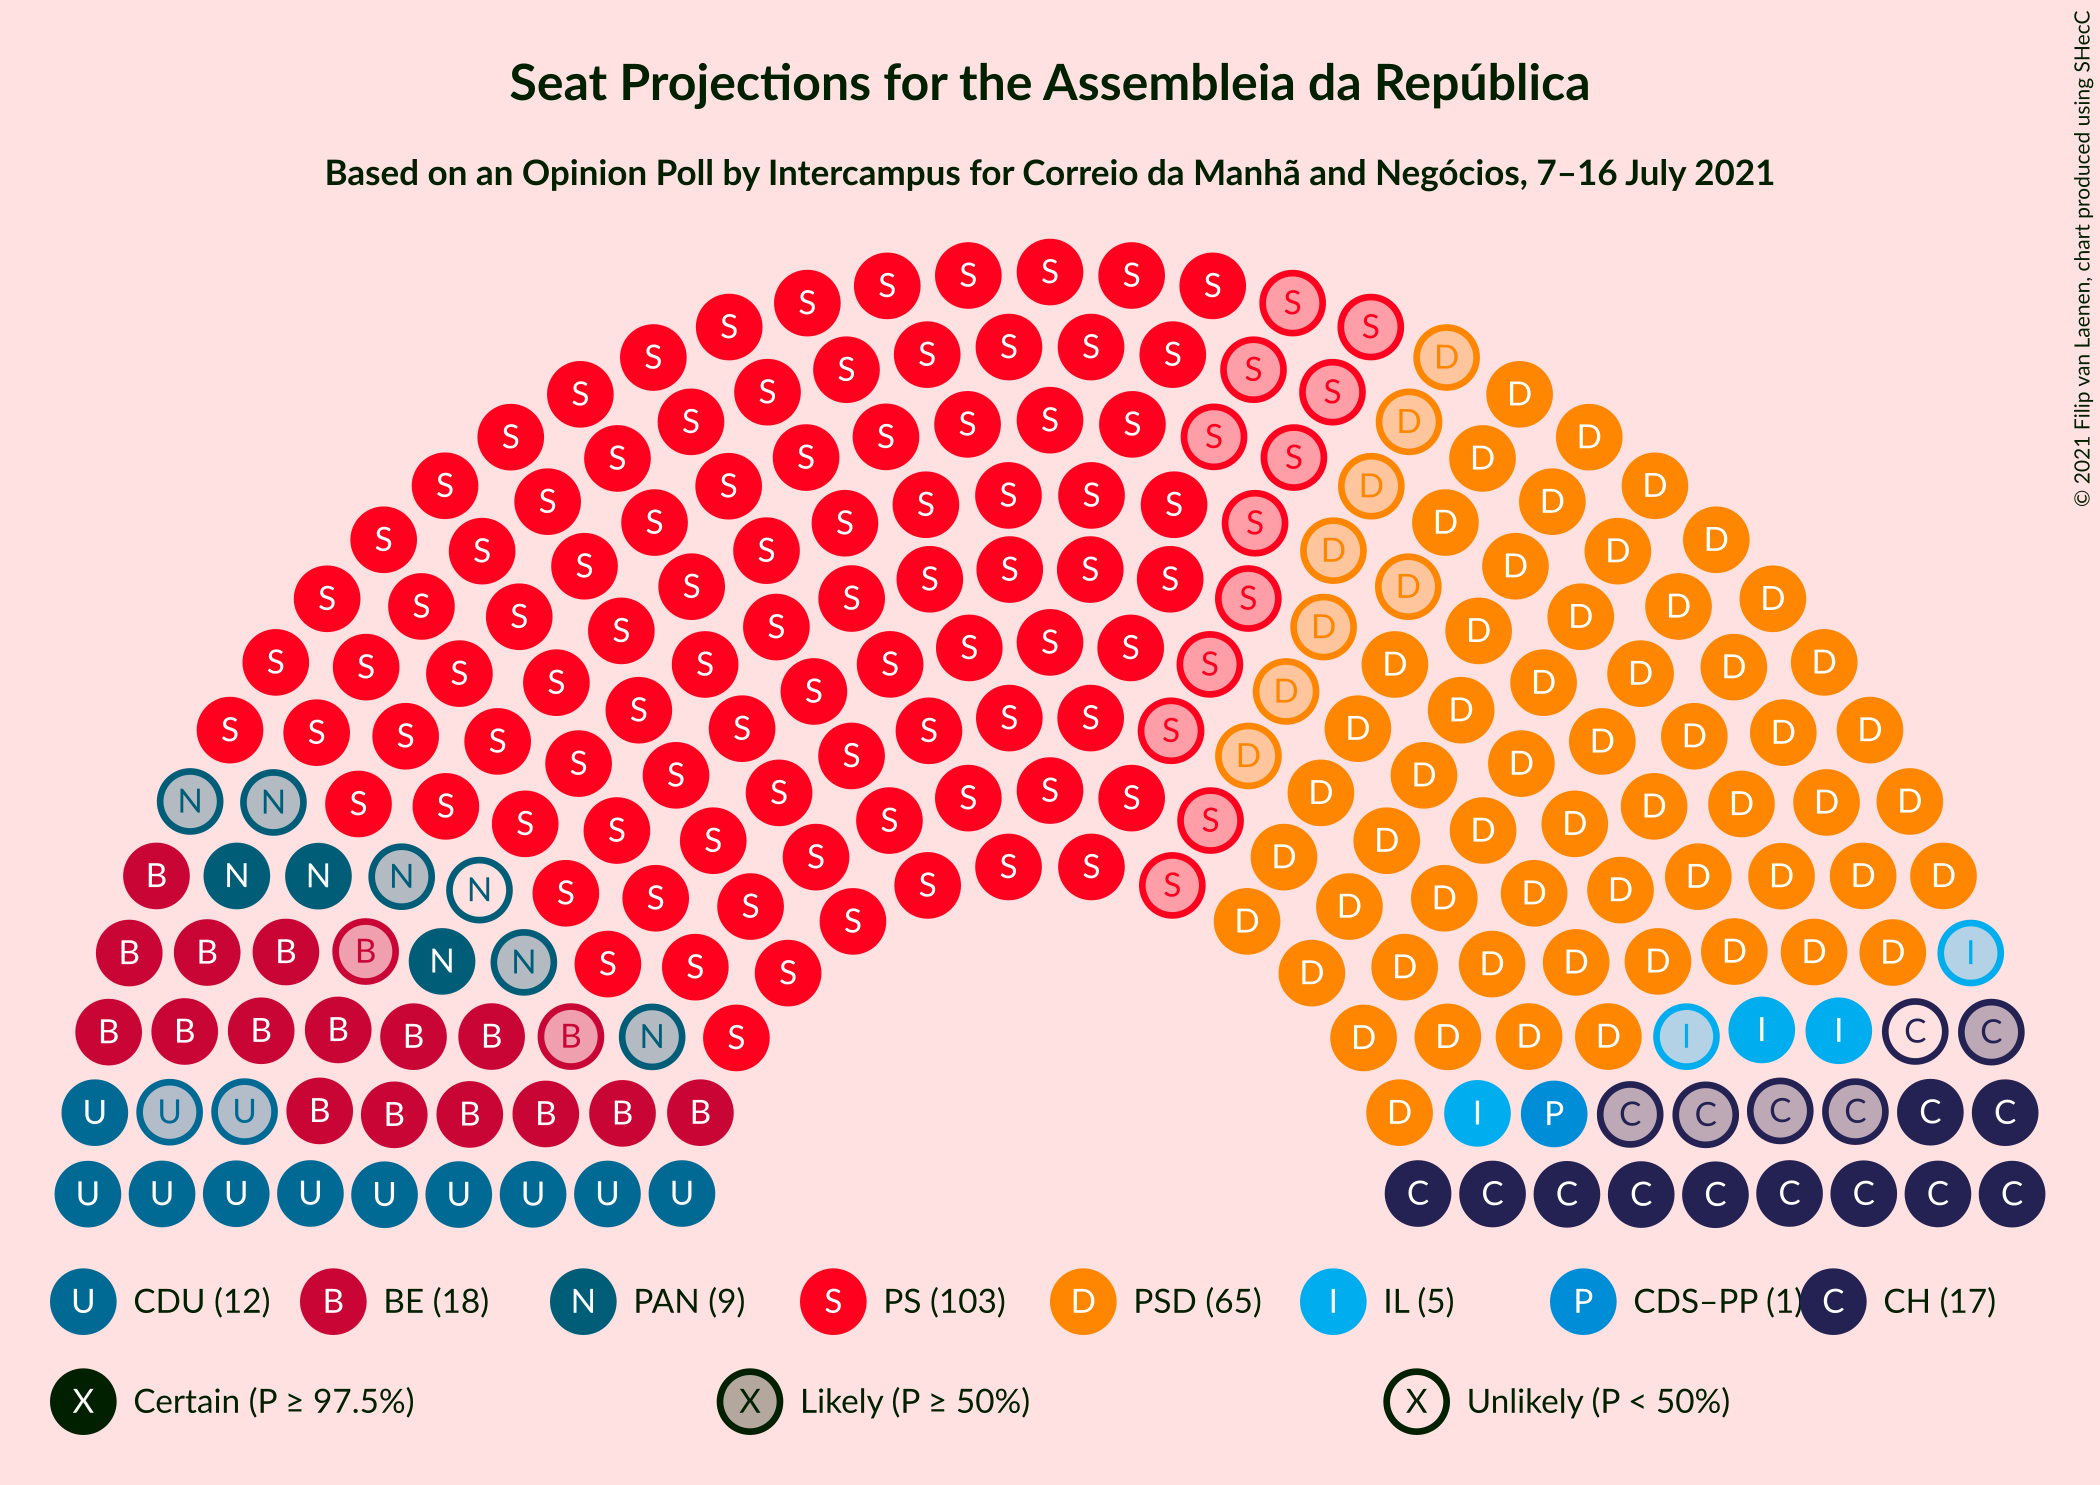 Seat Projections for the Assembleia da República
Based on an Opinion Poll by Intercampus for Correio da Manhã and Negócios, 7–16 July 2021
© 2021 Filip van Laenen, chart produced using SHecC
S S S S S S S S S S S S S S S S S D D D D D D D D D D D D
U CDU (12) B BE (18) N PAN (9) S PS (103) D PSD (65) I IL (5) P CDS–PP (1) C CH (17)
X Certain (P ≥ 97.5%) X Likely (P ≥ 50%) X Unlikely (P < 50%)